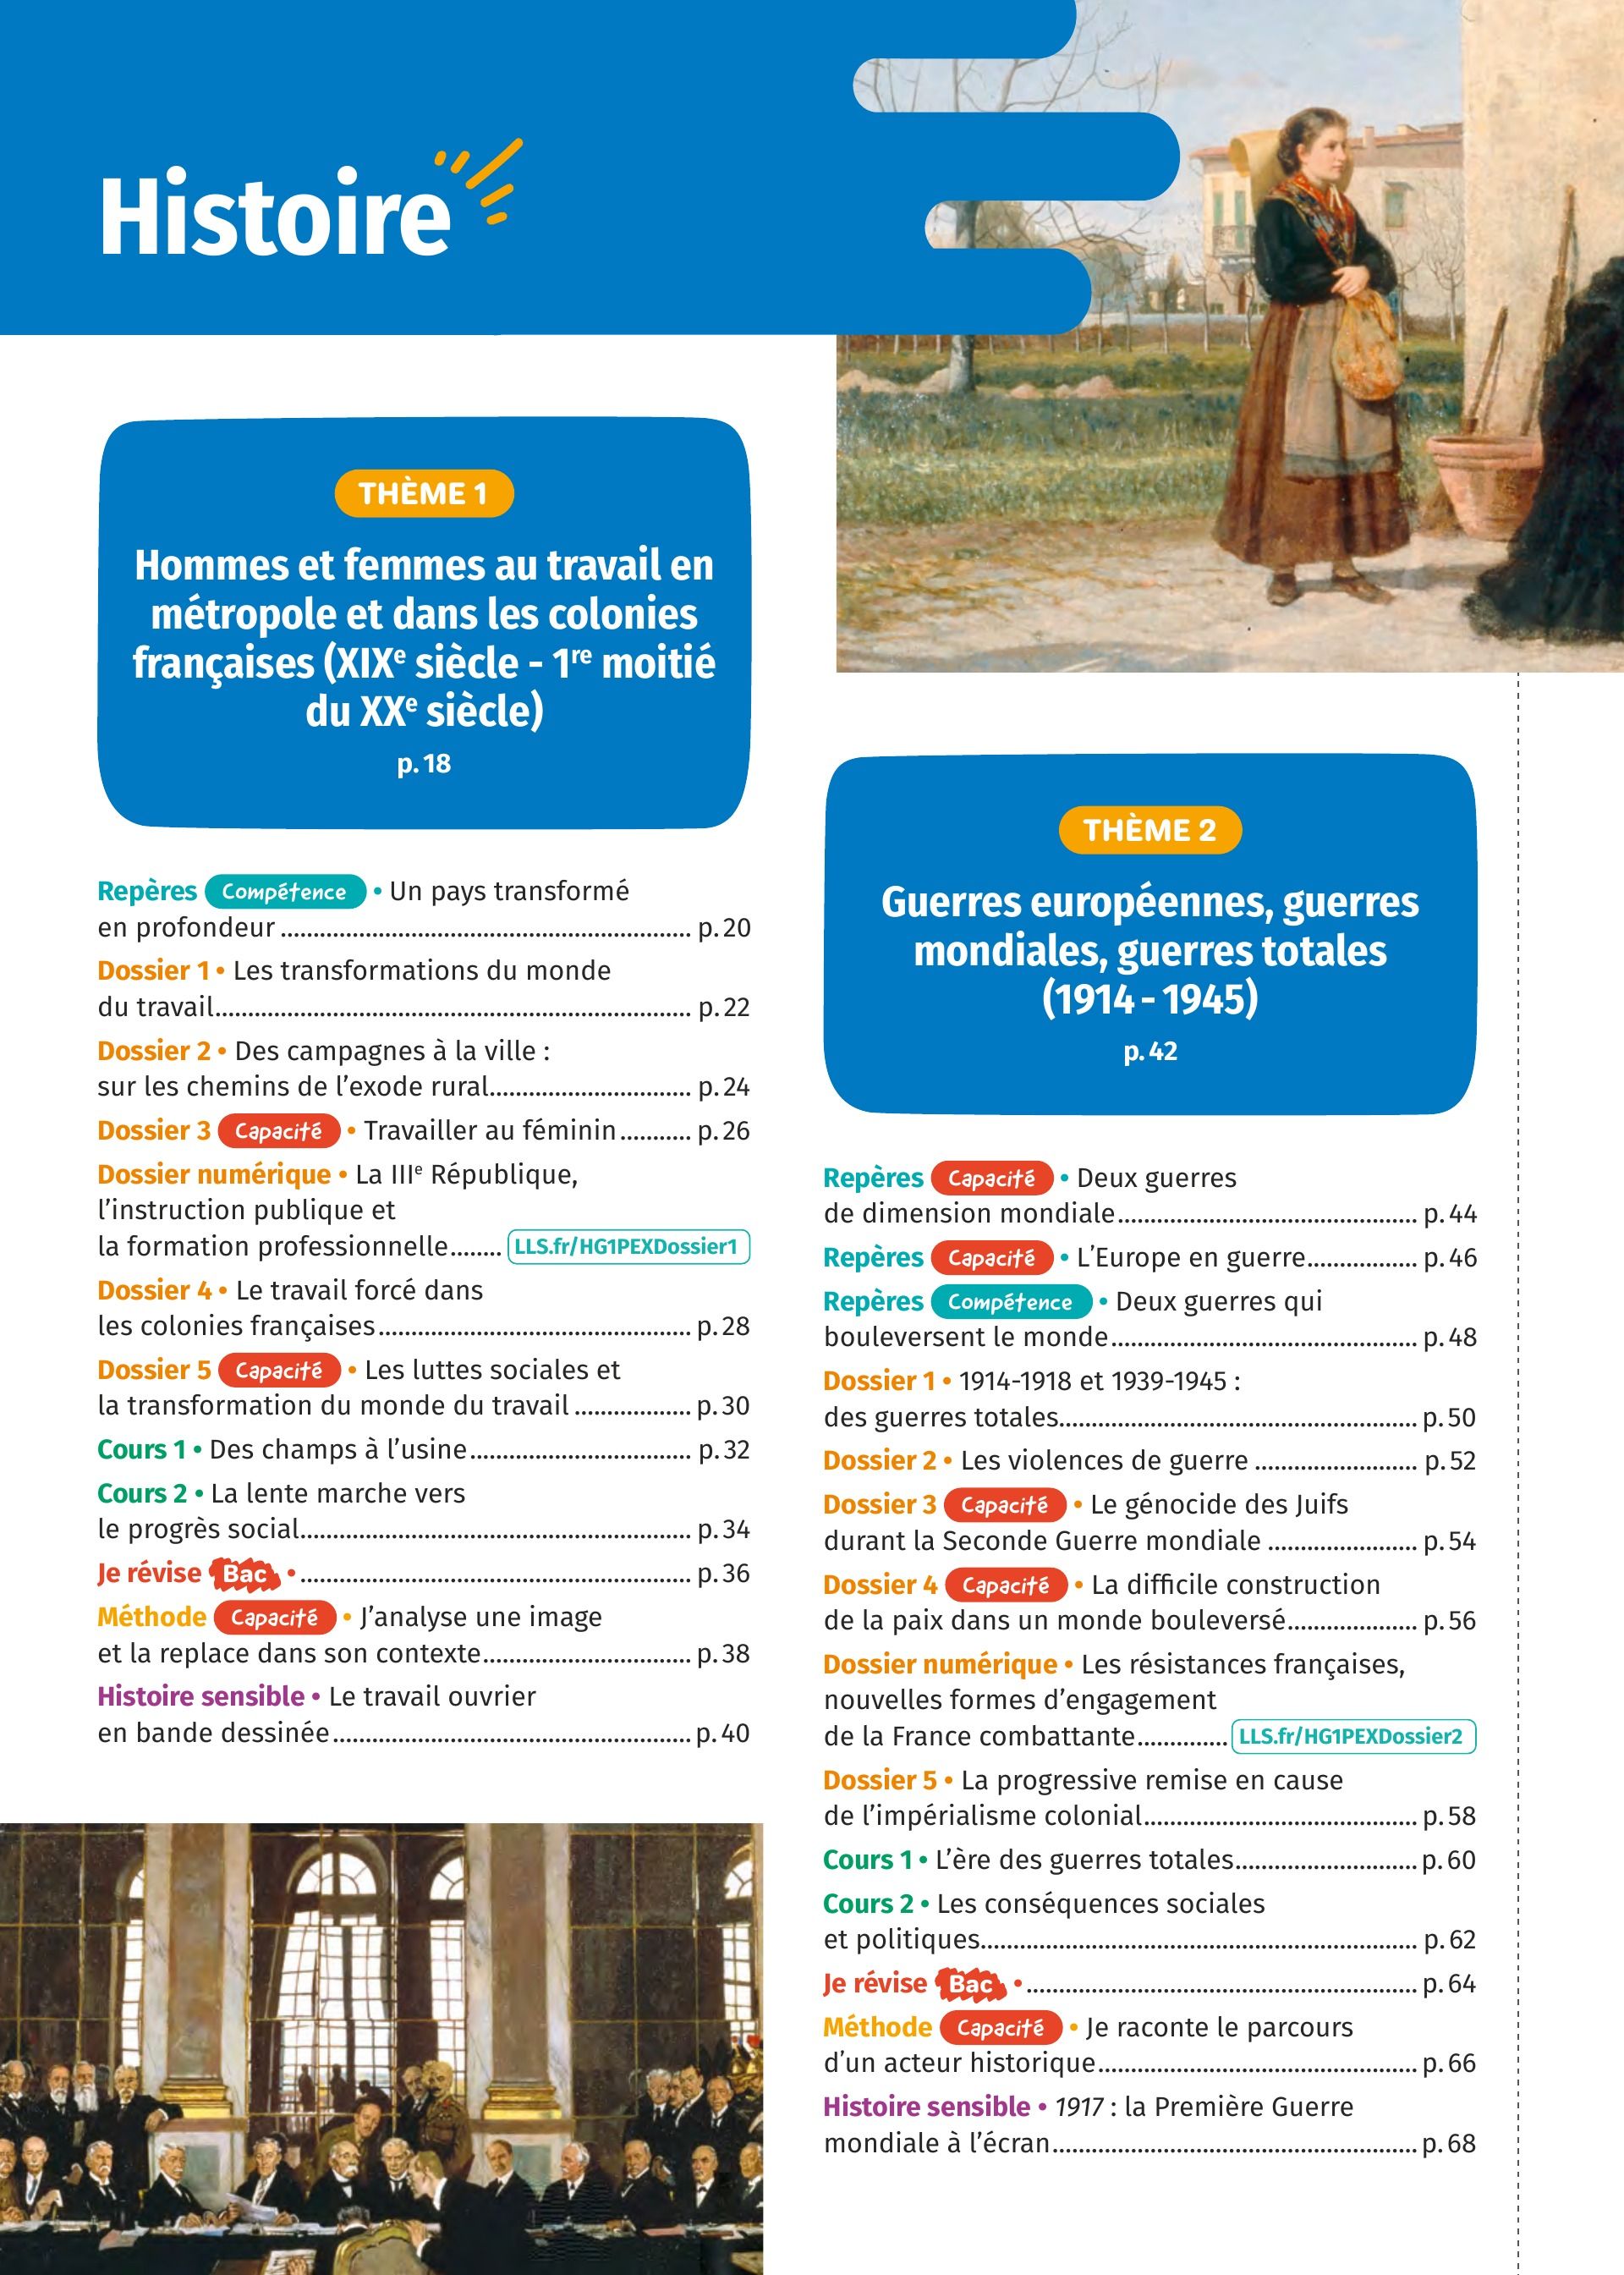 Histoire
THÈME 1
Hommes et femmes au travail en
métropole et dans les colonies
françaises (XIXe siècle - 1re moitié
du XXe siècle)
p. 18
Repères Compétence • Un pays transformé
en profondeur ............................................................... p. 20
Dossier 1 • Les transformations du monde
du travail......................................................................... p. 22
Dossier 2 • Des campagnes à la ville :
sur les chemins de l’exode rural............................... p. 24
Dossier 3 Capacité • Travailler au féminin........... p. 26
Dossier numérique • La IIIe République,
l’instruction publique et
la formation professionnelle........ LLS.fr/HG1PEXDossier1
Dossier 4 • Le travail forcé dans
les colonies françaises................................................ p. 28
Dossier 5 Capacité • Les luttes sociales et
la transformation du monde du travail .................. p. 30
Cours 1 • Des champs à l’usine.................................. p. 32
Cours 2 • La lente marche vers
le progrès social............................................................ p. 34
Je révise Bac • ............................................................ p. 36
Méthode Capacité • J’analyse une image
et la replace dans son contexte................................ p. 38
Histoire sensible • Le travail ouvrier
en bande dessinée....................................................... p. 40
THÈME 2
Guerres européennes, guerres
mondiales, guerres totales
(1914 - 1945)
p. 42
Repères Capacité • Deux guerres
de dimension mondiale.............................................. p. 44
Repères Capacité • L’Europe en guerre................. p. 46
Repères Compétence • Deux guerres qui
bouleversent le monde............................................... p. 48
Dossier 1 • 1914-1918 et 1939-1945 :
des guerres totales....................................................... p. 50
Dossier 2 • Les violences de guerre ......................... p. 52
Dossier 3 Capacité • Le génocide des Juifs
durant la Seconde Guerre mondiale ....................... p. 54
Dossier 4 Capacité • La difficile construction
de la paix dans un monde bouleversé.................... p. 56
Dossier numérique • Les résistances françaises,
nouvelles formes d’engagement
de la France combattante.............. LLS.fr/HG1PEXDossier2
Dossier 5 • La progressive remise en cause
de l’impérialisme colonial.......................................... p. 58
Cours 1 • L’ère des guerres totales............................ p. 60
Cours 2 • Les conséquences sociales
et politiques................................................................... p. 62
Je révise Bac • ............................................................ p. 64
Méthode Capacité • Je raconte le parcours
d’un acteur historique................................................. p. 66
Histoire sensible • 1917 : la Première Guerre
mondiale à l’écran........................................................ p. 68